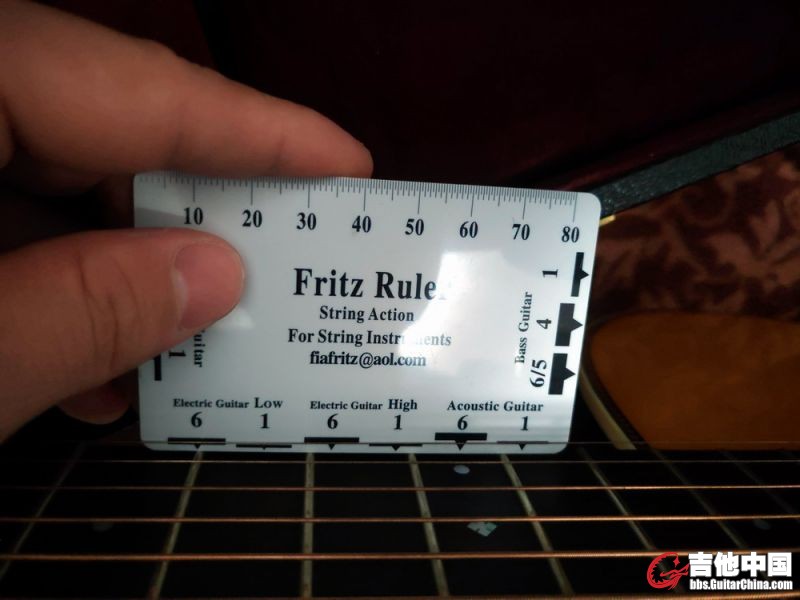 10 20 30 40 50 60 70 80
Fritz Ruler
String Action
For String Instruments
fiafritz@aol.com
uitar
1
Bass Guitar
1
4
6/5
Electric Guitar Low
6 1
Electric Guitar High
6 1
Acoustic Guitar
6 1
吉他中国
bbs.GuitarChina.com